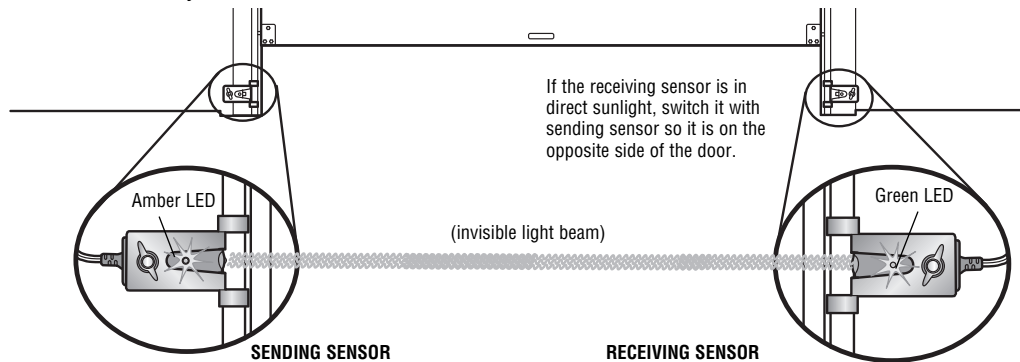 If the receiving sensor is in
direct sunlight, switch it with
sending sensor so it is on the
opposite side of the door.
Amber LED
Green LED
(invisible light beam)
SENDING SENSOR
RECEIVING SENSOR